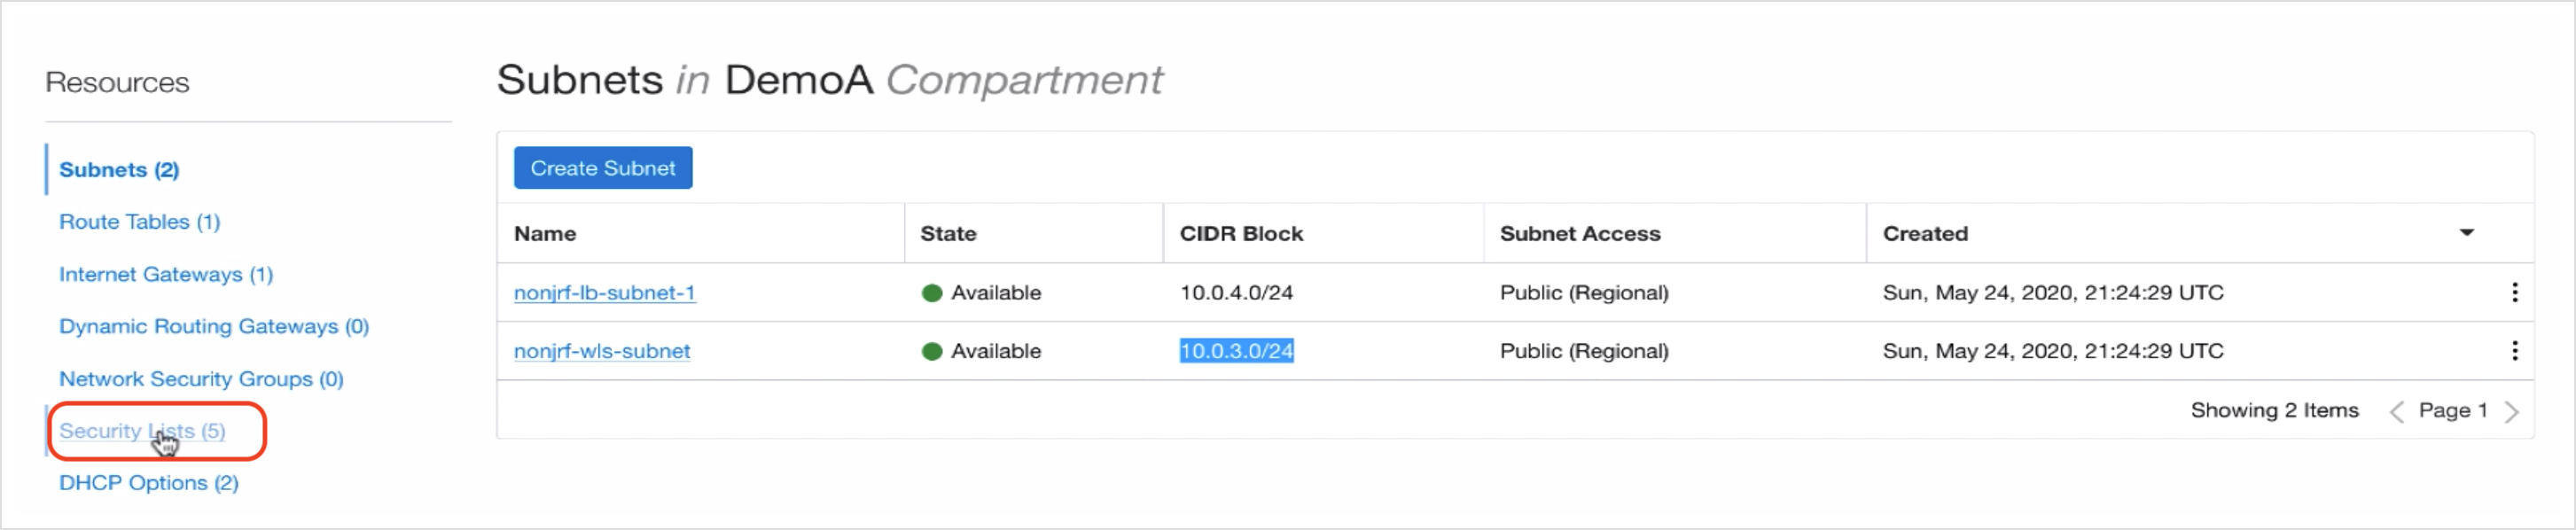 Resources
Subnets (2)
Route Tables (1)
Internet Gateways (1)
Dynamic Routing Gateways (0)
Network Security Groups (0)
Security Lists (5)
DHCP Options (2)
Subnets in DemoA Compartment
Create Subnet
Name State CIDR Block Subnet Access Created
nonjrf-lb-subnet-1 Available 10.0.4.0/24 Public (Regional) Sun, May 24, 2020, 21:24:29 UTC
nonjrf-wls-subnet Available 10.0.3.0/24 Public (Regional) Sun, May 24, 2020, 21:24:29 UTC
Showing 2 Items Page 1